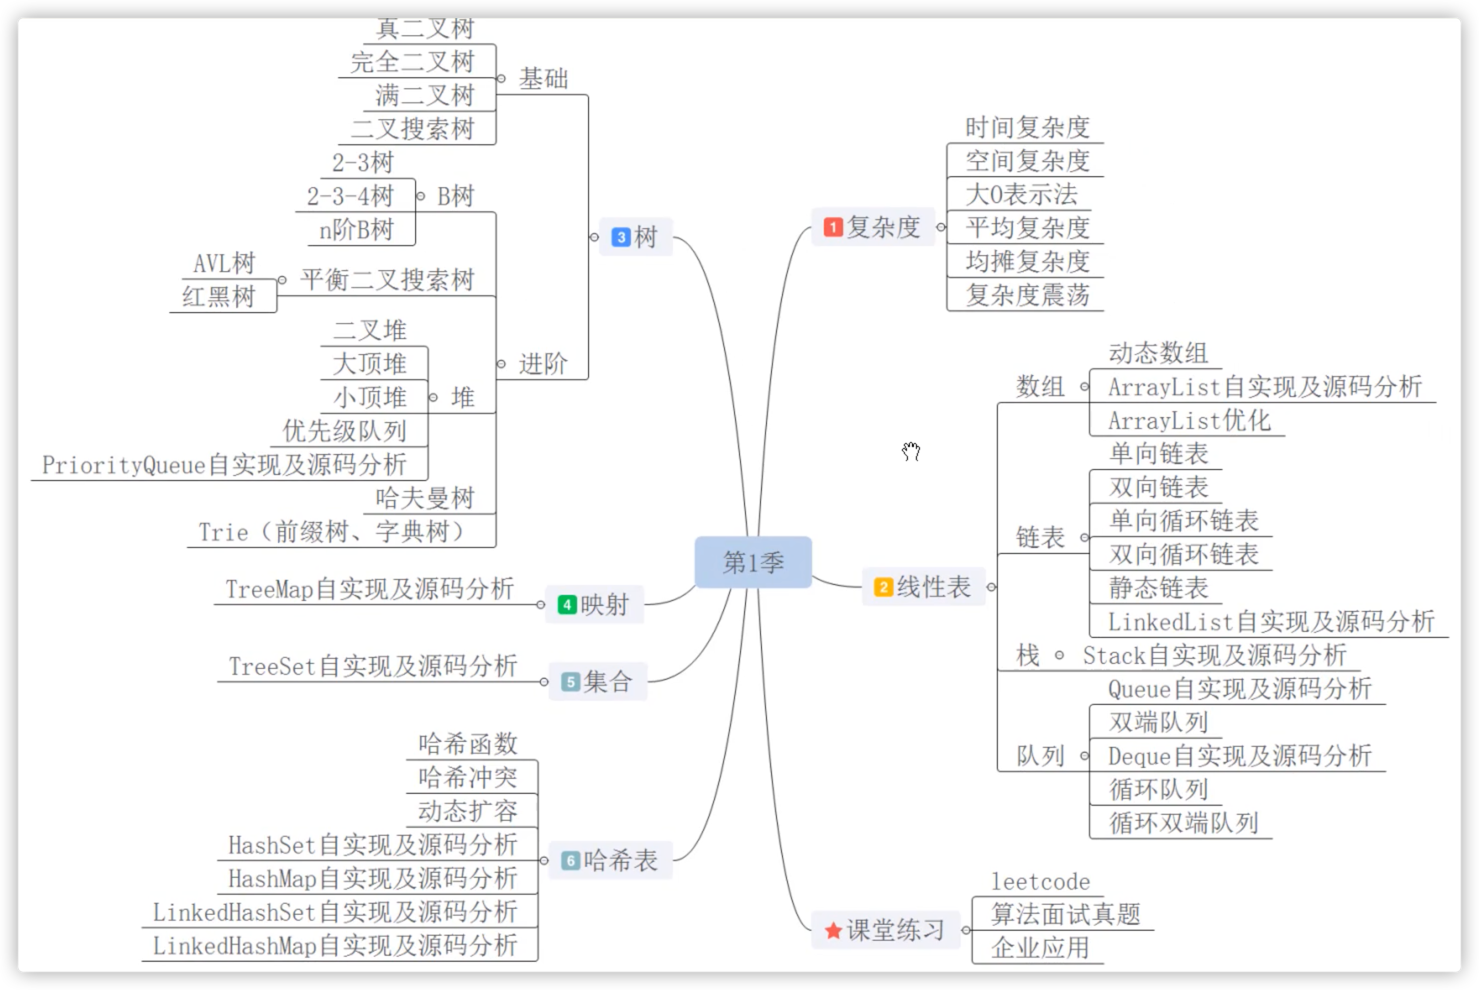 第1季
1 复杂度
时间复杂度
空间复杂度
大O表示法
平均复杂度
均摊复杂度
复杂度震荡
2 线性表
数组
动态数组
ArrayList自实现及源码分析
ArrayList优化
链表
单向链表
双向链表
单向循环链表
双向循环链表
静态链表
LinkedList自实现及源码分析
栈
Stack自实现及源码分析
队列
Queue自实现及源码分析
双端队列
Deque自实现及源码分析
循环队列
循环双端队列
3 树
基础
真二叉树
完全二叉树
满二叉树
二叉搜索树
进阶
B树
2-3树
2-3-4树
n阶B树
平衡二叉搜索树
AVL树
红黑树
堆
二叉堆
大顶堆
小顶堆
优先级队列
PriorityQueue自实现及源码分析
哈夫曼树
Trie（前缀树、字典树）
4 映射
TreeMap自实现及源码分析
5 集合
TreeSet自实现及源码分析
6 哈希表
哈希函数
哈希冲突
动态扩容
HashSet自实现及源码分析
HashMap自实现及源码分析
LinkedHashSet自实现及源码分析
LinkedHashMap自实现及源码分析
课堂练习
leetcode
算法面试真题
企业应用